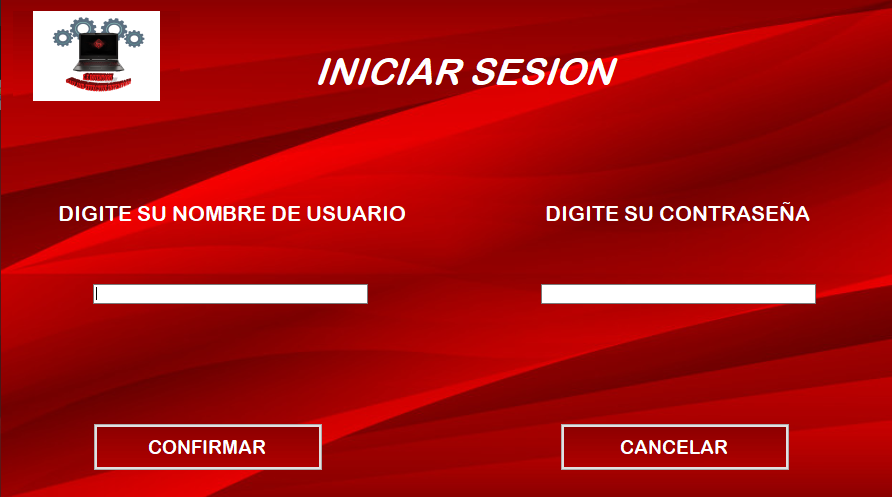 INICIAR SESION
DIGITE SU NOMBRE DE USUARIO
DIGITE SU CONTRASEÑA
CONFIRMAR
CANCELAR